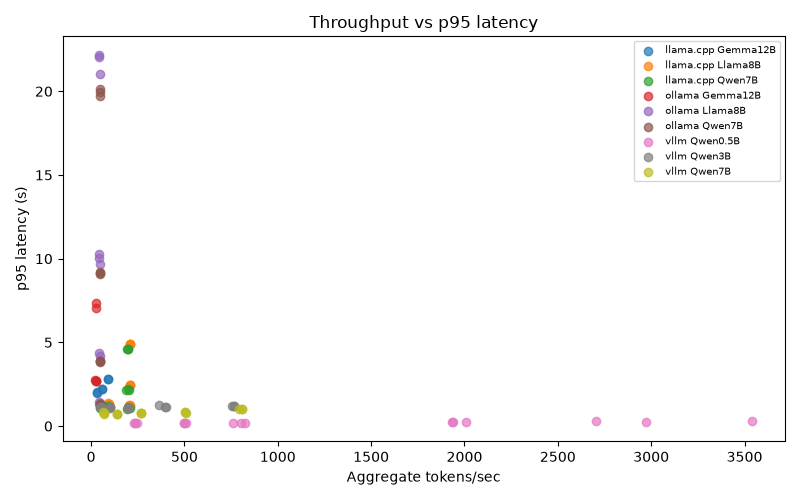 Throughput vs p95 latency
p95 latency (s)
20
15
10
5
0
llama.cpp Gemma12B
llama.cpp Llama8B
llama.cpp Qwen7B
ollama Gemma12B
ollama Llama8B
ollama Qwen7B
vllm Qwen0.5B
vllm Qwen3B
vllm Qwen7B
0 500 1000 1500 2000 2500 3000 3500
Aggregate tokens/sec